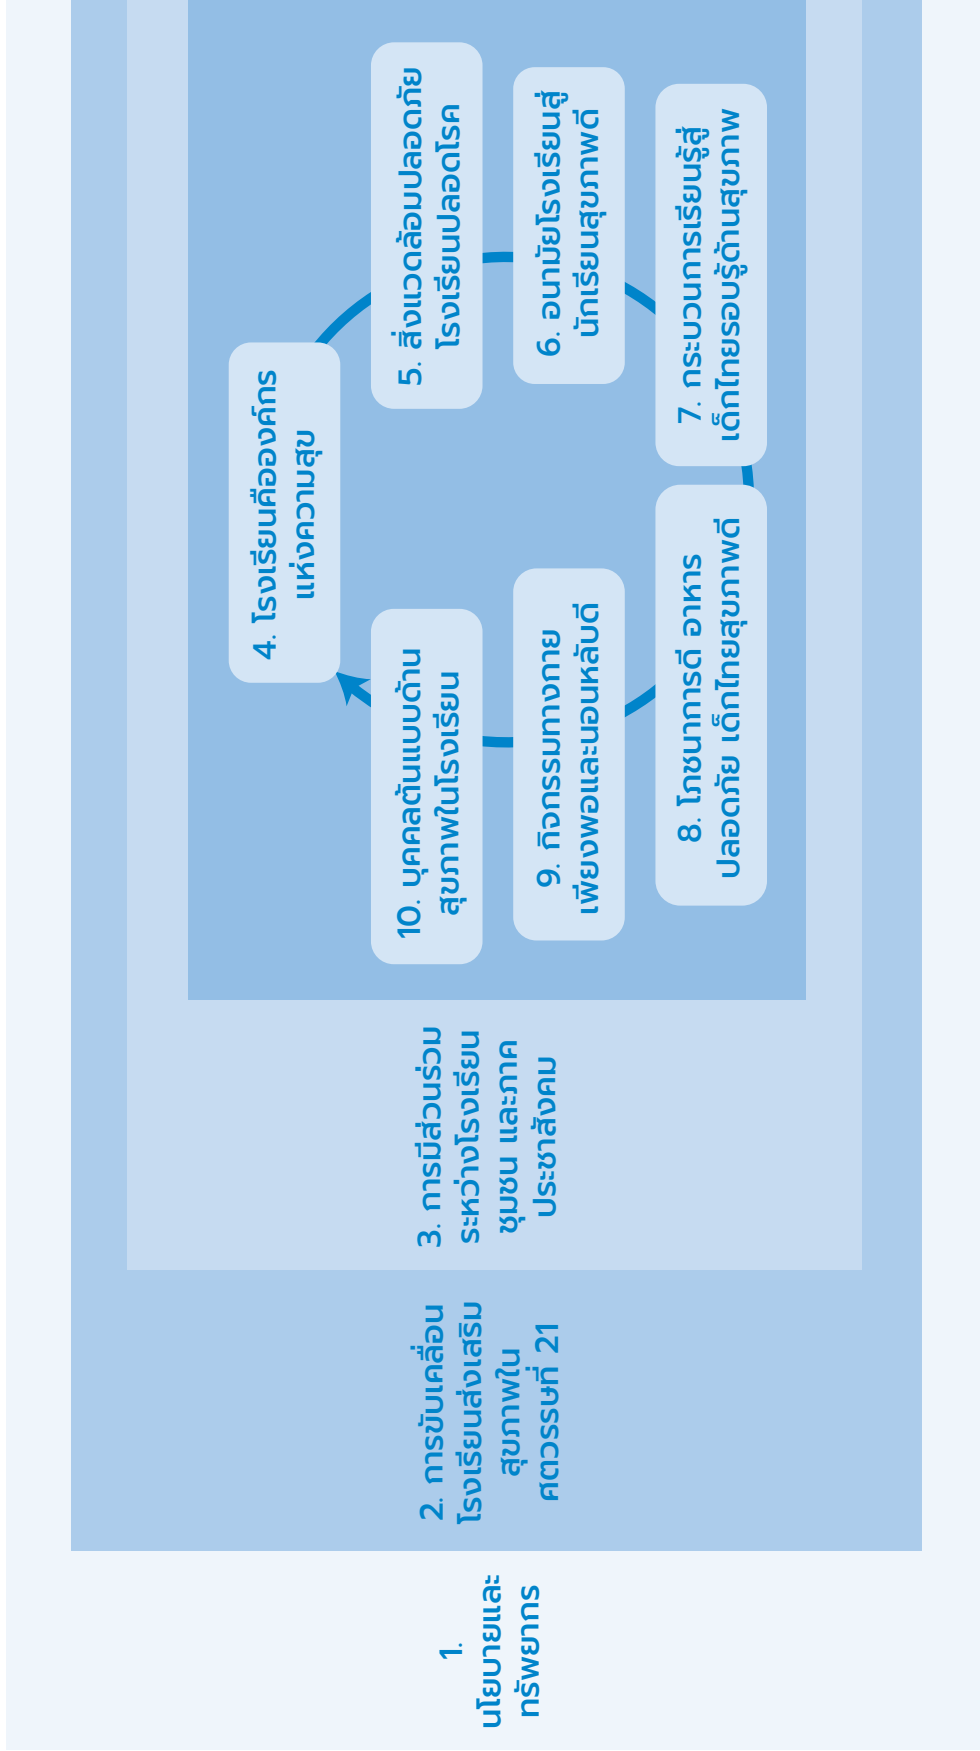 1.
นโยบายและ
ทรัพยากร
2. การขับเคลื่อน
โรงเรียนส่งเสริม
สุขภาพใน
ศตวรรษที่ 21
3. การมีส่วนร่วม
ระหว่างโรงเรียน
ชุมชน และภาค
ประชาสังคม
4. โรงเรียนคือองค์กร
แห่งความสุข
5. สิ่งแวดล้อมปลอดภัย
โรงเรียนปลอดโรค
6. อนามัยโรงเรียนสู่
นักเรียนสุขภาพดี
7. กระบวนการเรียนรู้สู่
เด็กไทยรอบรู้ด้านสุขภาพ
8. โภชนาการดี อาหาร
ปลอดภัย เด็กไทยสุขภาพดี
9. กิจกรรมทางกาย
เพียงพอและนอนหลับดี
10. บุคคลต้นแบบด้าน
สุขภาพในโรงเรียน